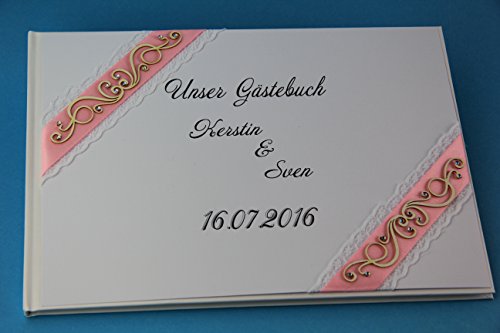 Unser Gästebuch
Kerstin
&
Sven
16.07.2016